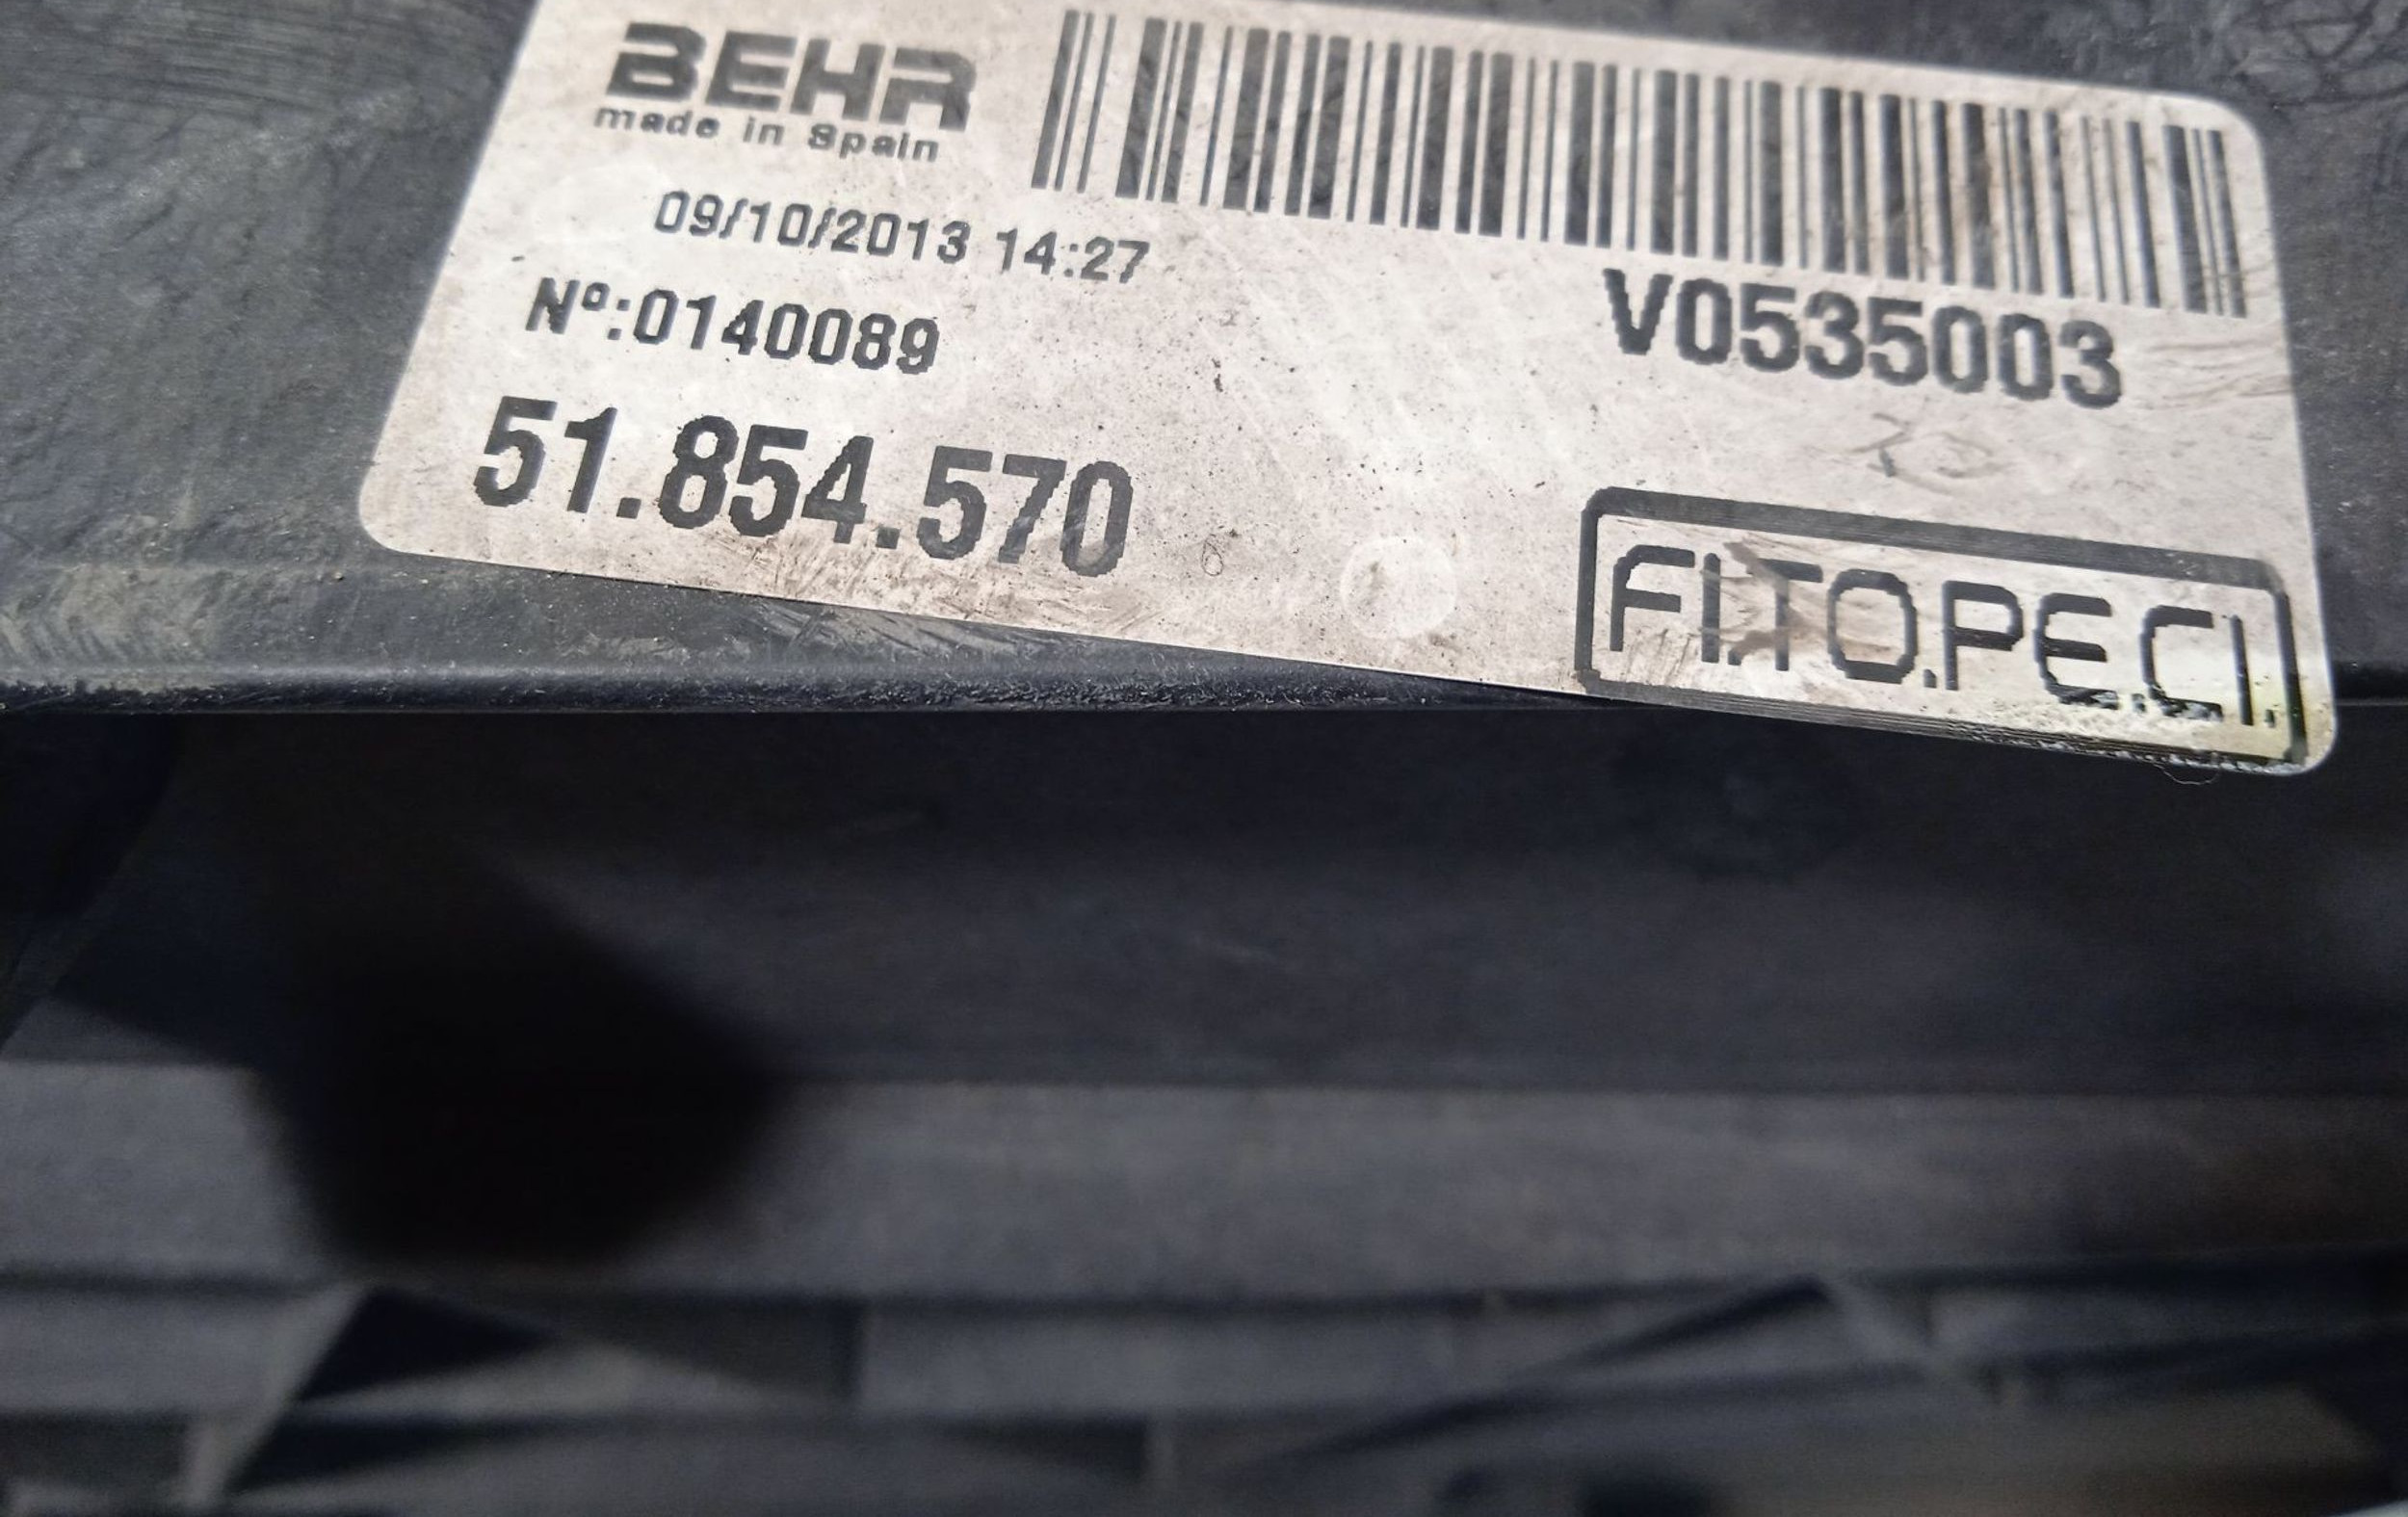 BEHR
made in Spain
09/10/2013 14:27
Nº:0140089
V0535003
51.854.570
FI.TO.PE.CI.